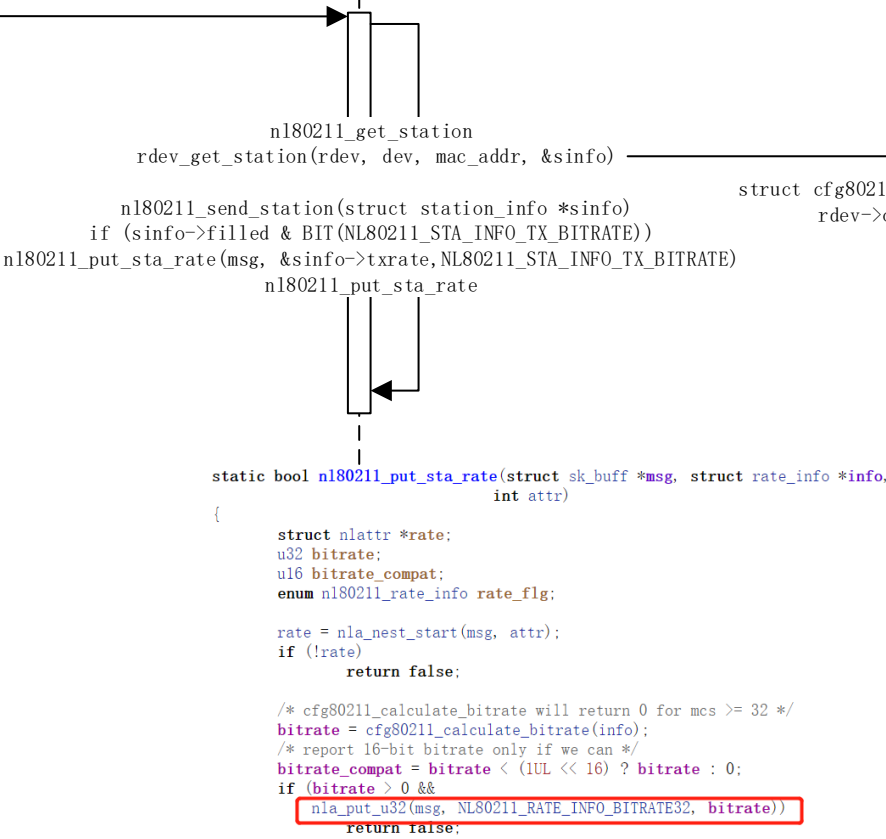 nl80211_get_station
rdev_get_station(rdev, dev, mac_addr, &sinfo)
struct cfg8021
rdev->
nl80211_send_station(struct station_info *sinfo)
if (sinfo->filled & BIT(NL80211_STA_INFO_TX_BITRATE))
nl80211_put_sta_rate(msg, &sinfo->txrate,NL80211_STA_INFO_TX_BITRATE)
nl80211_put_sta_rate
static bool nl80211_put_sta_rate(struct sk_buff *msg, struct rate_info *info,
int attr)
{
struct nlattr *rate;
u32 bitrate;
u16 bitrate_compat;
enum nl80211_rate_info rate_flg;
rate = nla_nest_start(msg, attr);
if (!rate)
return false;
/* cfg80211_calculate_bitrate will return 0 for mcs >= 32 */
bitrate = cfg80211_calculate_bitrate(info);
/* report 16-bit bitrate only if we can */
bitrate_compat = bitrate < (1UL << 16) ? bitrate : 0;
if (bitrate > 0 &&
nla_put_u32(msg, NL80211_RATE_INFO_BITRATE32, bitrate))
return false;